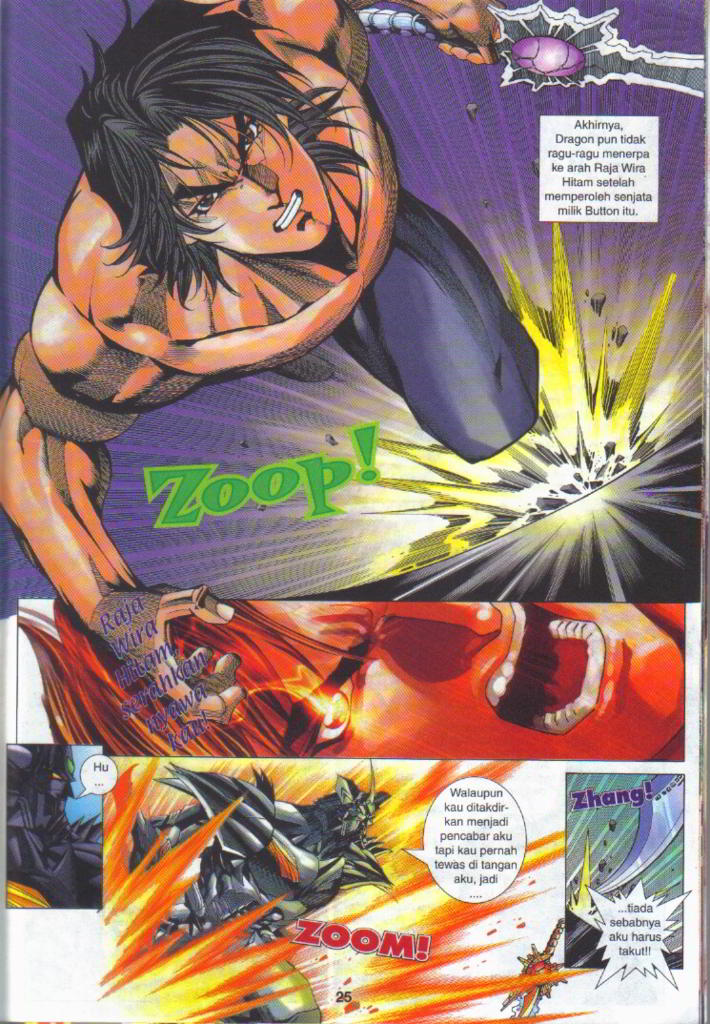 Akhirnya,
Dragon pun tidak
ragu-ragu menerpa
ke arah Raja Wira
Hitam setelah
memperoleh senjata
milik Button itu.
Zoop!
Raja
Wira
Hitam,
serahkan
nyawa
kau!
Hu
...
Walaupun
kau ditakdir-
kan menjadi
pencabar aku
tapi kau pernah
tewas di tangan
aku, jadi
....
Zhang!
...tiada
sebabnya
aku harus
takut!!
ZOOM!
25